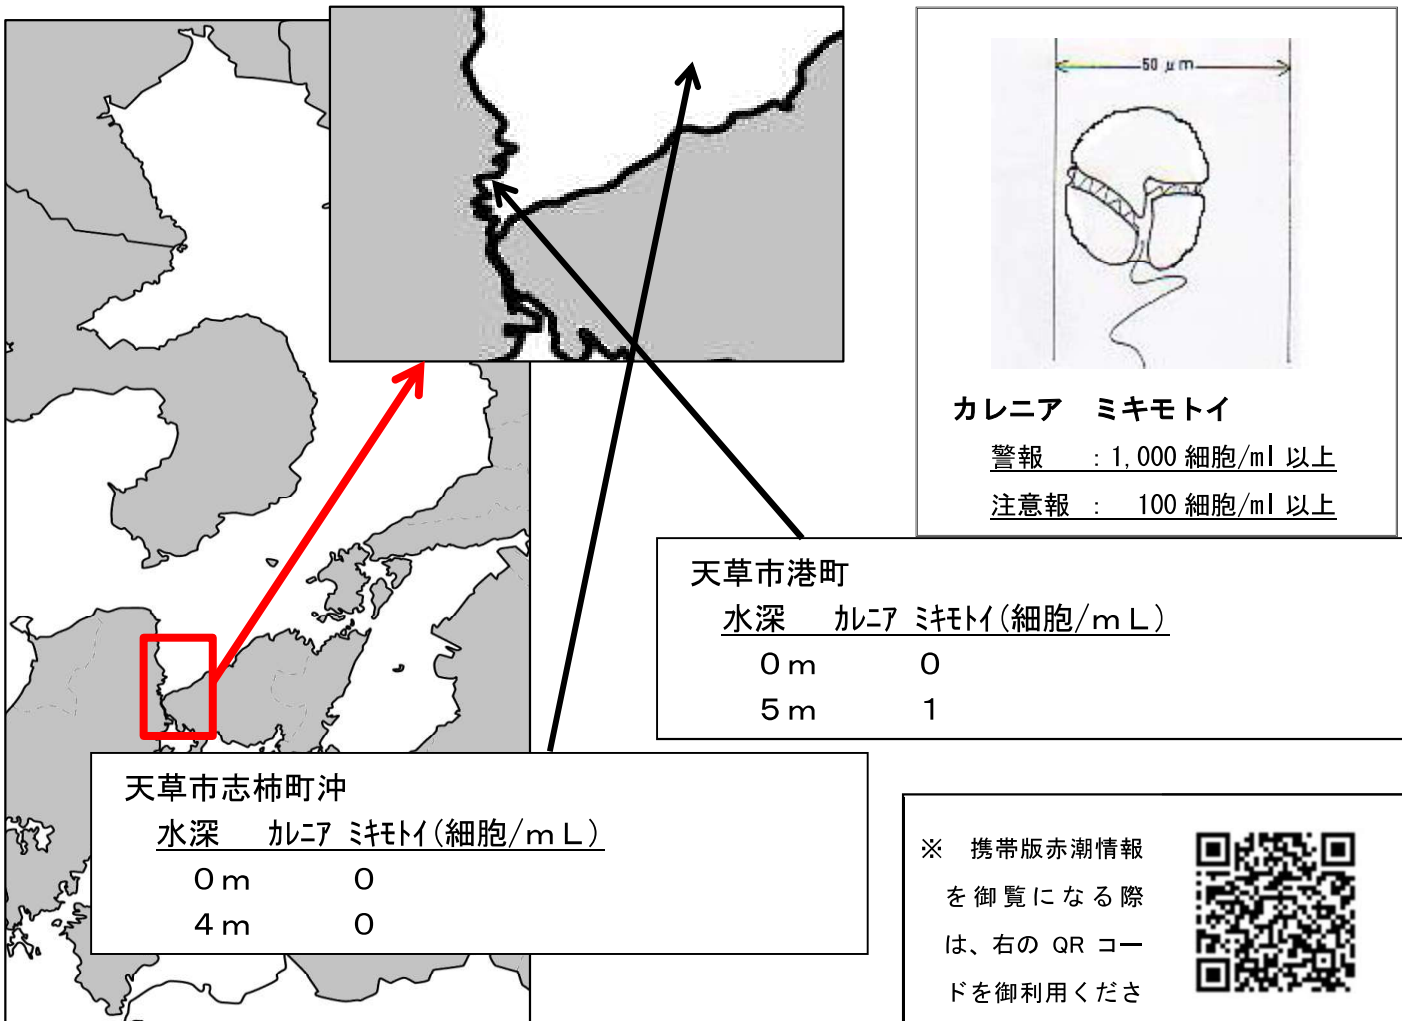 50 μm
カレニア ミキモトイ
警報 : 1,000 細胞/ml 以上
注意報 : 100 細胞/ml 以上
天草市港町
水深 カレニア ミキモトイ(細胞/mL)
0m 0
5m 1
天草市志柿町沖
水深 カレニア ミキモトイ(細胞/mL)
0m 0
4m 0
※ 携帯版赤潮情報
を御覧になる際
は、右の QR コー
ドを御利用くださ